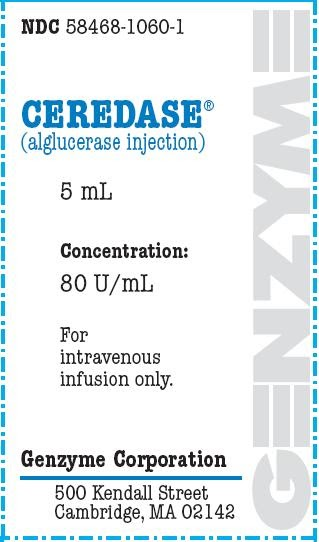 NDC 58468-1060-1
CEREDASE®
(alglucerase injection)
5 mL
Concentration:
80 U/mL
For
intravenous
infusion only.
Genzyme Corporation
500 Kendall Street
Cambridge, MA 02142
GENZYME